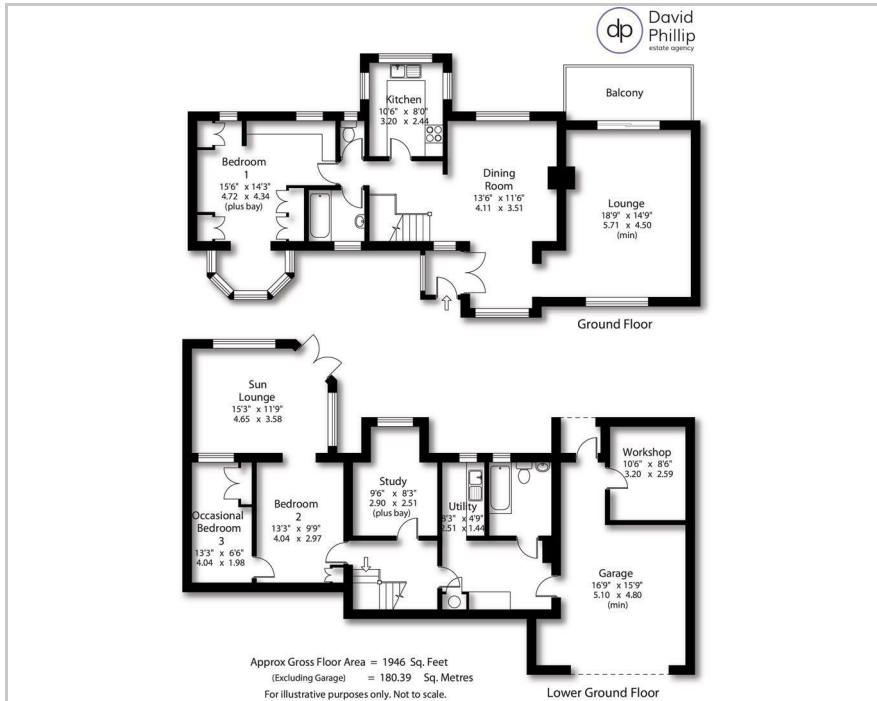 dp
David
Phillip
estate agency
Balcony
Kitchen
10'6" x 8'0"
3.20 x 2.44
Bedroom
1
15'6" x 14'3"
4.72 x 4.34
(plus bay)
Dining
Room
13'6" x 11'6"
4.11 x 3.51
Lounge
18'9" x 14'9"
5.71 x 4.50
(min)
Ground Floor
Sun
Lounge
15'3" x 11'9"
4.65 x 3.58
Workshop
10'6" x 8'6"
3.20 x 2.59
Study
9'6" x 8'3"
2.90 x 2.51
(plus bay)
Utility
8'3" x 4'9"
2.51 x 1.44
Bedroom
2
13'3" x 9'9"
4.04 x 2.97
Occasional
Bedroom
3
13'3" x 6'6"
4.04 x 1.98
Garage
16'9" x 15'9"
5.10 x 4.80
(min)
Approx Gross Floor Area = 1946 Sq. Feet
(Excluding Garage) = 180.39 Sq. Metres
For illustrative purposes only. Not to scale.
Lower Ground Floor